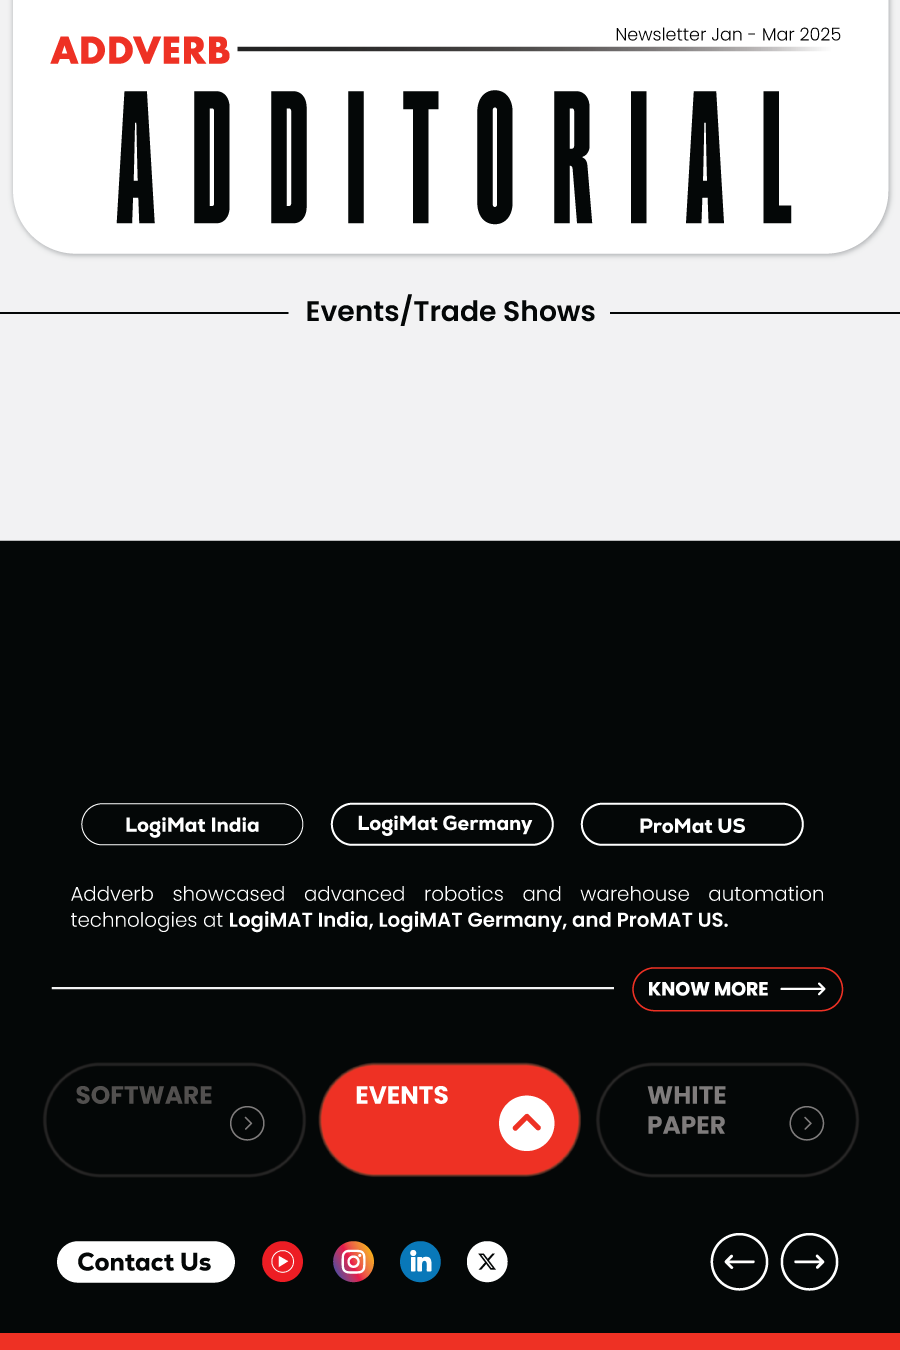 Newsletter Jan - Mar 2025
ADDVERB
ADDITORIAL
Events/Trade Shows
LogiMat India
LogiMat Germany
ProMat US
Addverb showcased advanced robotics and warehouse automation
technologies at LogiMAT India, LogiMAT Germany, and ProMAT US.
KNOW MORE
SOFTWARE
EVENTS
WHITE
PAPER
Contact Us
in
X